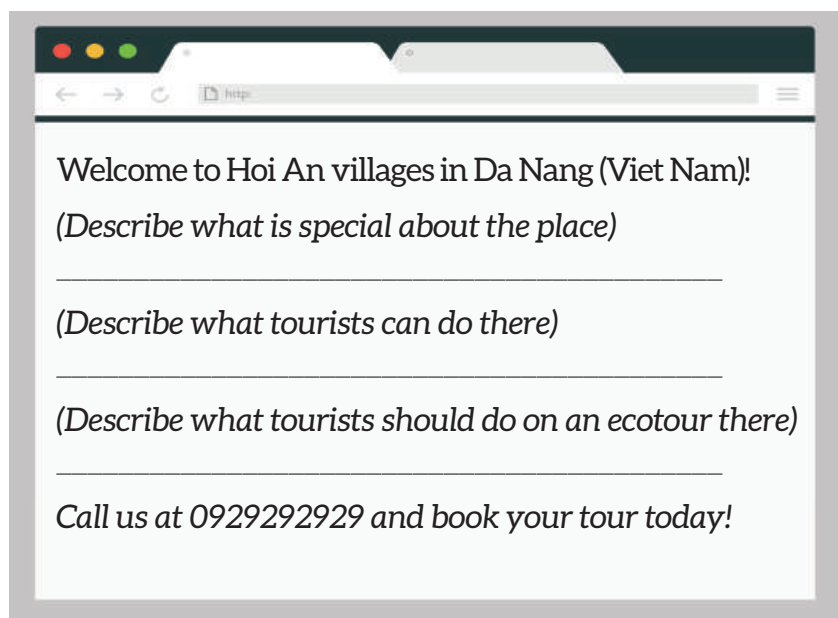 http:
Welcome to Hoi An villages in Da Nang (Viet Nam)!
(Describe what is special about the place)
(Describe what tourists can do there)
(Describe what tourists should do on an ecotour there)
Call us at 0929292929 and book your tour today!